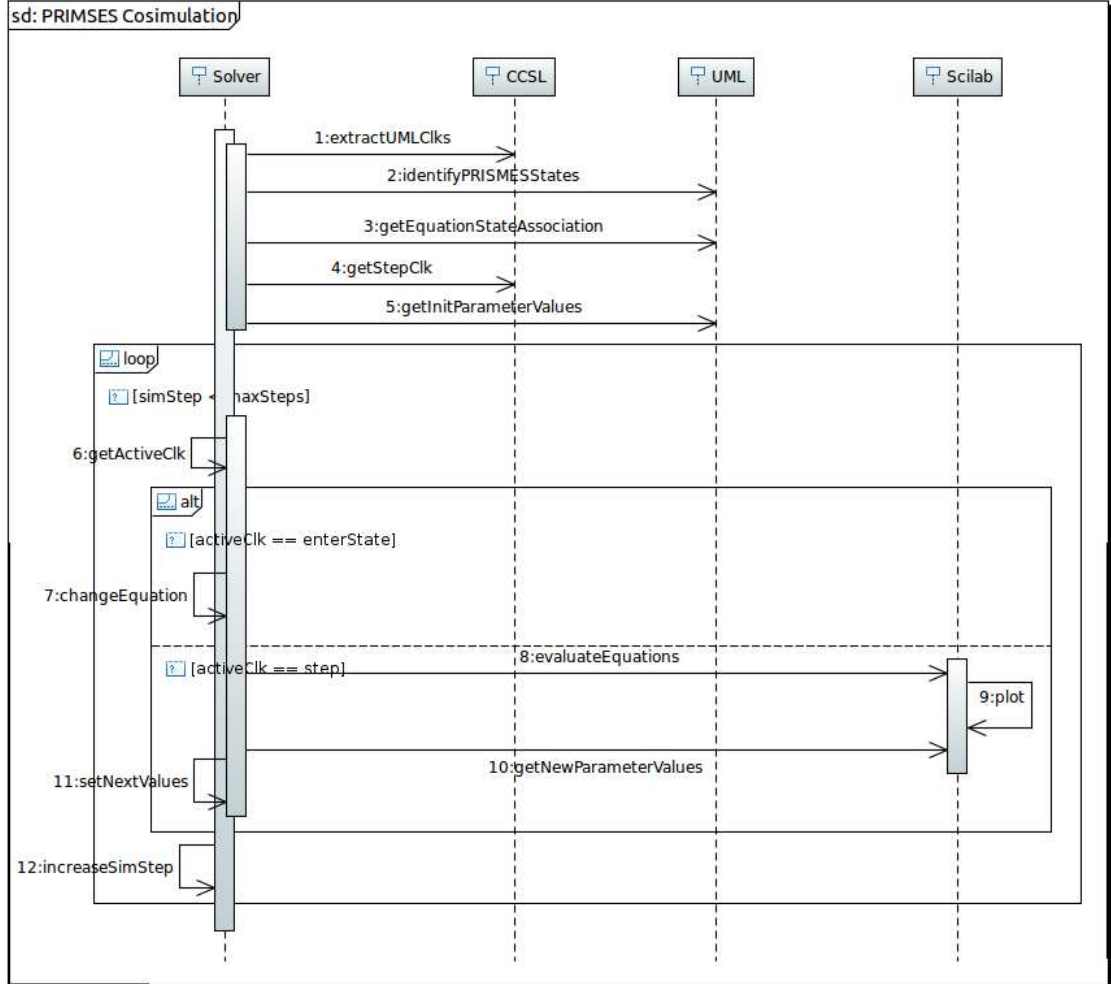 sd: PRIMSES Cosimulation
Solver
CCSL
UML
Scilab
1:extractUMLClks
2:identifyPRISMESStates
3:getEquationStateAssociation
4:getStepClk
5:getInitParameterValues
loop
[simStep < maxSteps]
6:getActiveClk
alt
[activeClk == enterState]
7:changeEquation
8:evaluateEquations
[activeClk == step]
9:plot
10:getNewParameterValues
11:setNextValues
12:increaseSimStep